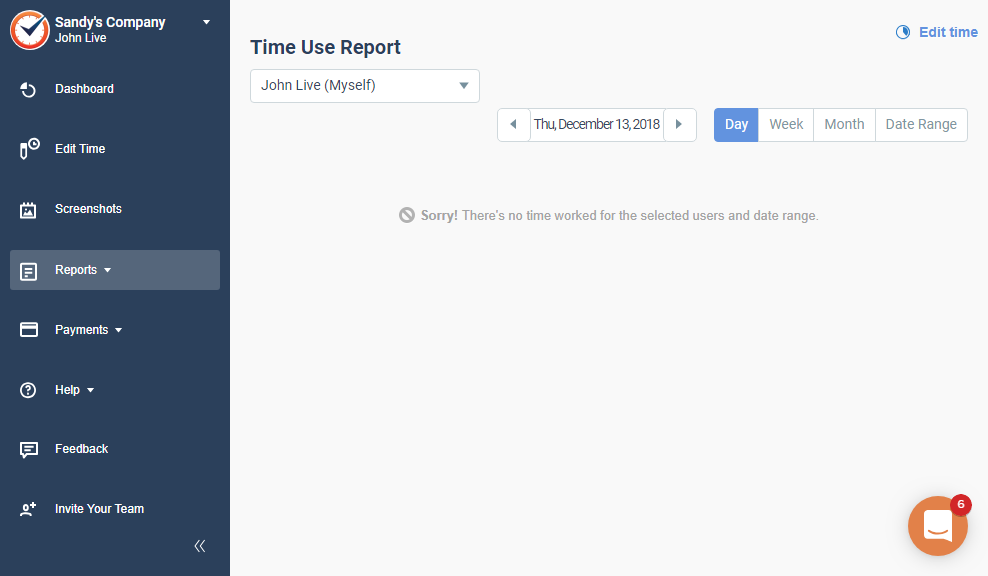 Sandy's Company
John Live
Dashboard
Edit Time
Screenshots
Reports
Payments
Help
Feedback
Invite Your Team
Edit time
Time Use Report
John Live (Myself)
Thu, December 13, 2018
Day Week Month Date Range
Sorry! There's no time worked for the selected users and date range.
6